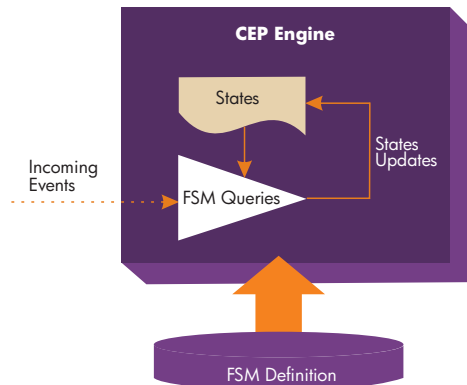 CEP Engine
States
States
Updates
Incoming
Events
FSM Queries
FSM Definition